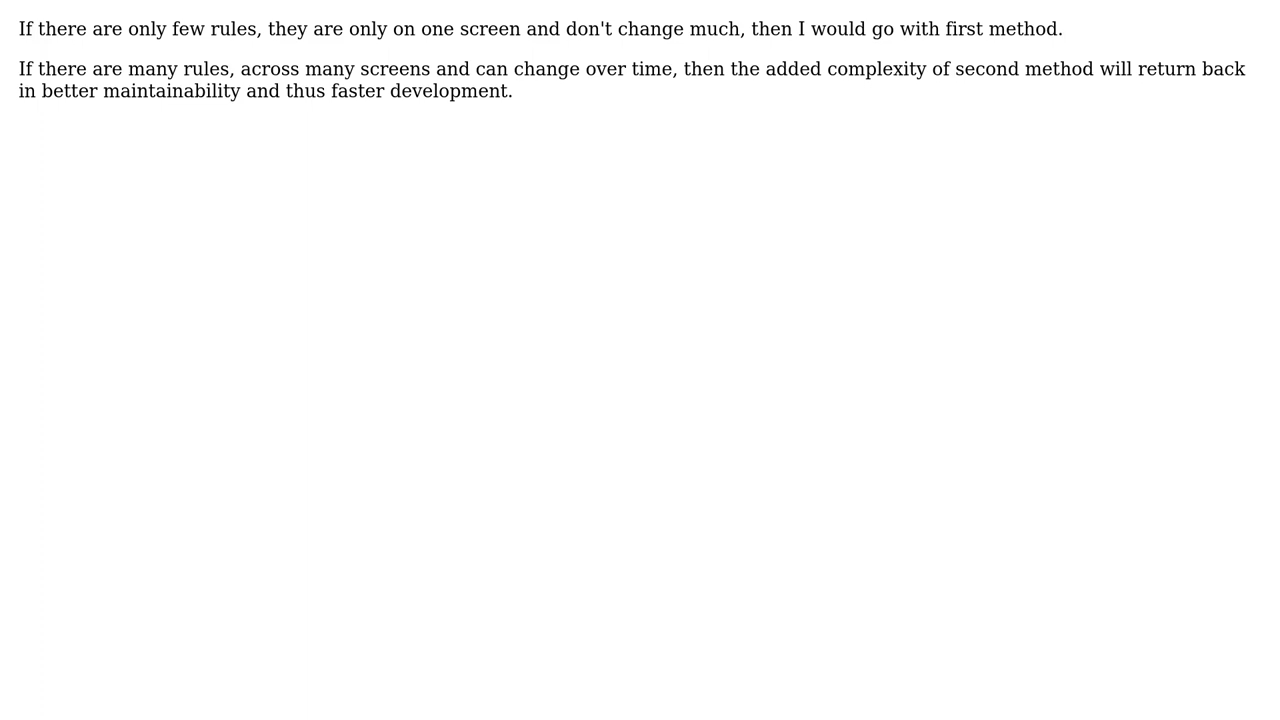 If there are only few rules, they are only on one screen and don't change much, then I would go with first method.
If there are many rules, across many screens and can change over time, then the added complexity of second method will return back
in better maintainability and thus faster development.